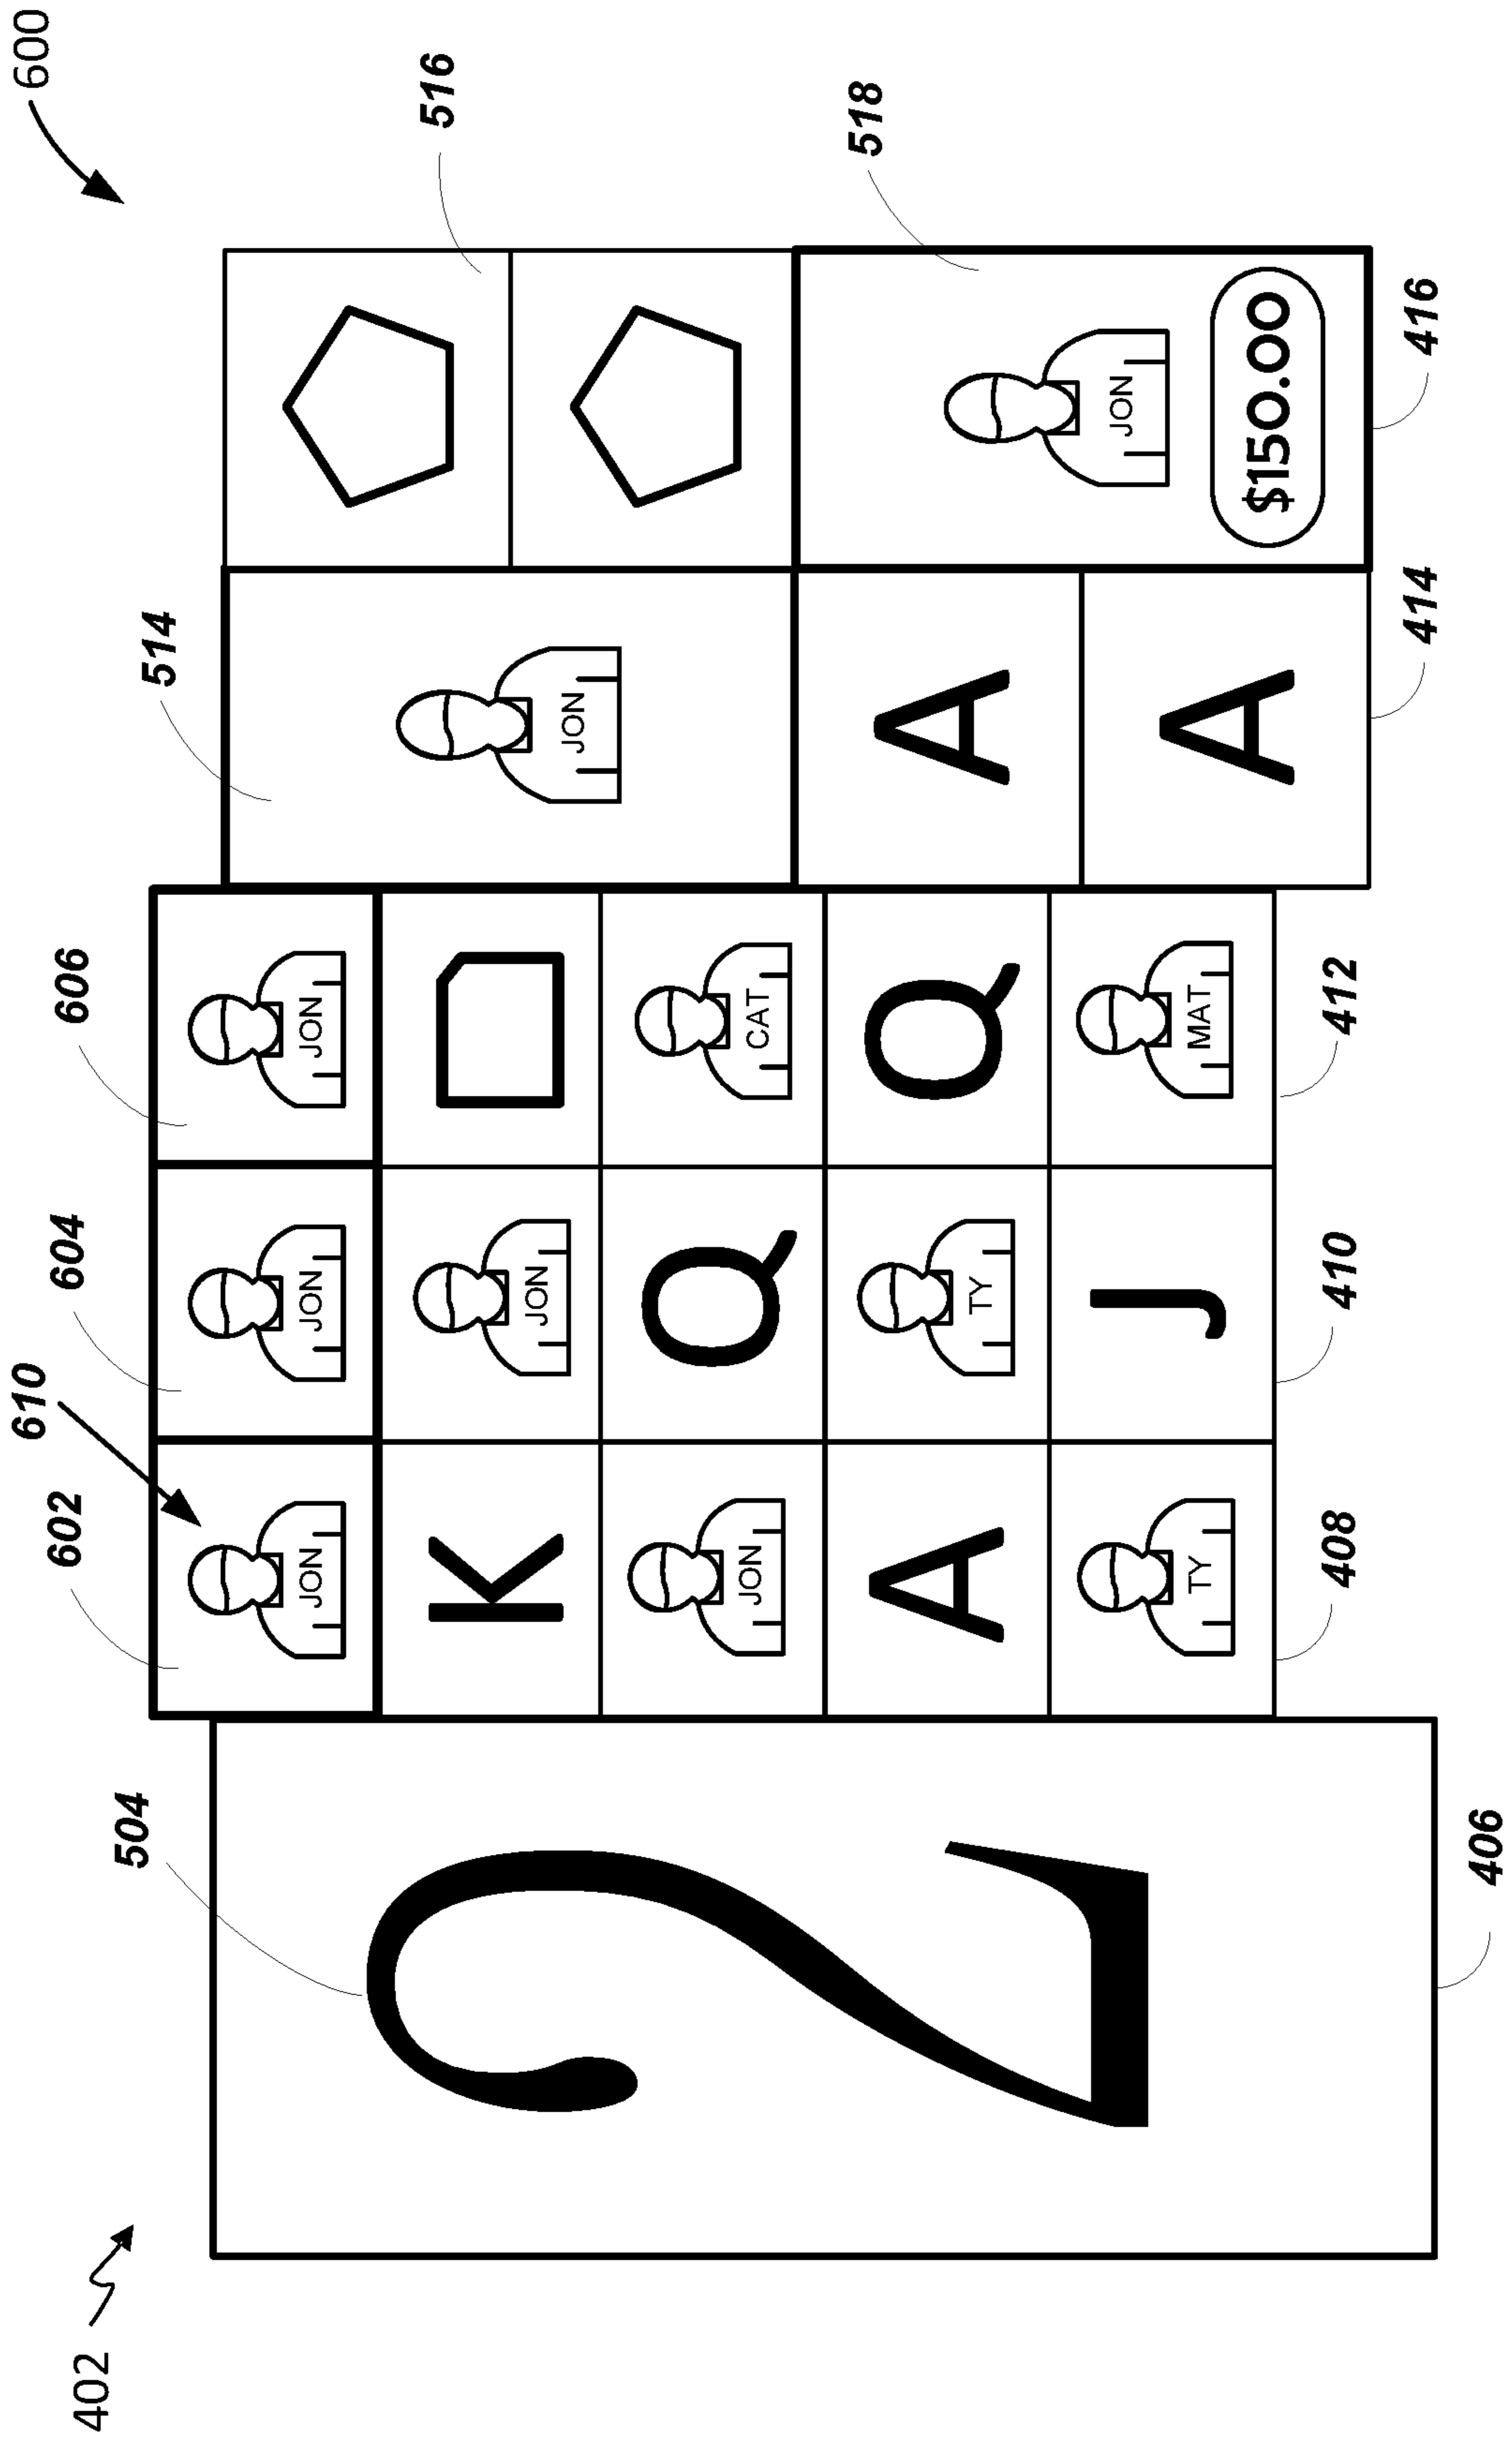 610 600
602 604 606
402 504 514
516
518
JON JON JON
K JON JON
2
JON Q CAT
A TY Q A JON
TY J MAT A
$150.00
408 410 412 414 416
406